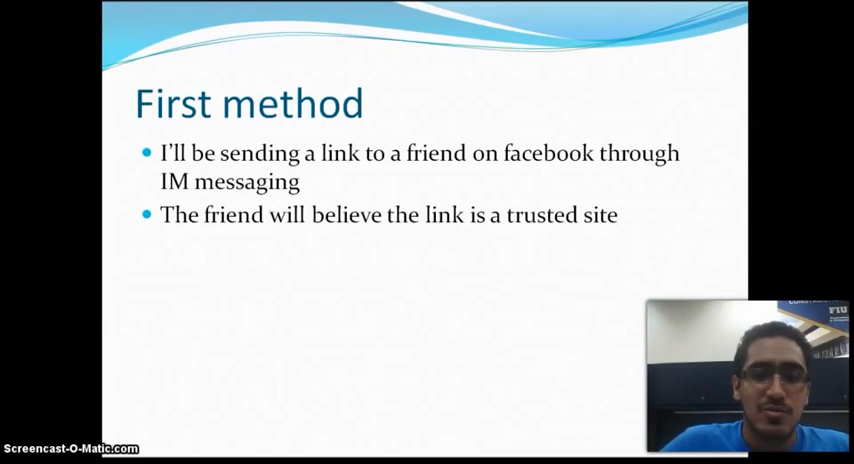 First method
I'll be sending a link to a friend on facebook through
IM messaging
The friend will believe the link is a trusted site
FIU
Screencast-O-Matic.com